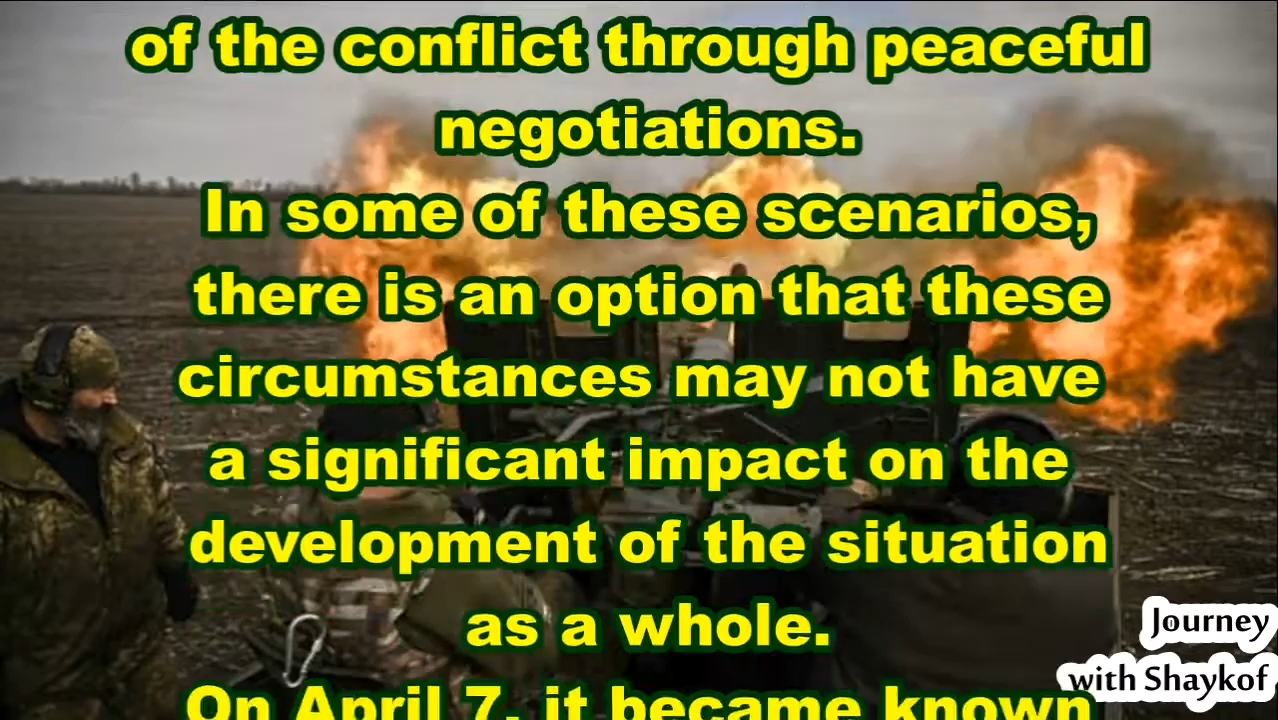 of the conflict through peaceful
negotiations.
In some of these scenarios,
there is an option that these
circumstances may not have
a significant impact on the
development of the situation
as a whole.
On April 7, it became known
Journey
with Shaykof